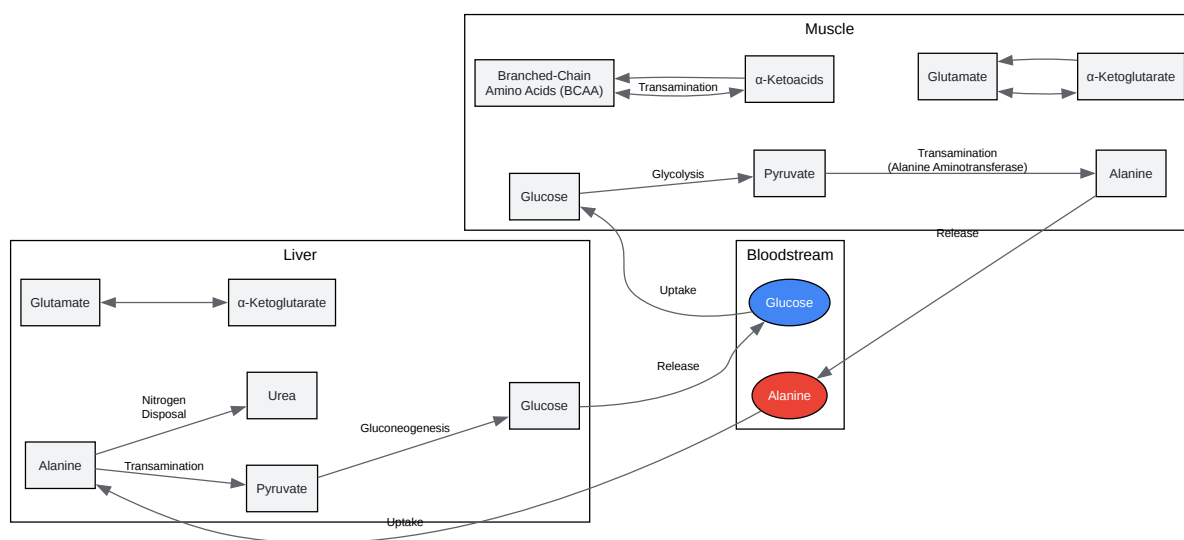 Muscle
Branched-Chain
Amino Acids (BCAA)
Transamination
α-Ketoacids
Glutamate
α-Ketoglutarate
Glucose
Glycolysis
Pyruvate
Transamination
(Alanine Aminotransferase)
Alanine
Release
Liver
Glutamate
α-Ketoglutarate
Nitrogen
Disposal
Urea
Alanine
Transamination
Pyruvate
Gluconeogenesis
Glucose
Uptake
Release
Uptake
Bloodstream
Glucose
Alanine